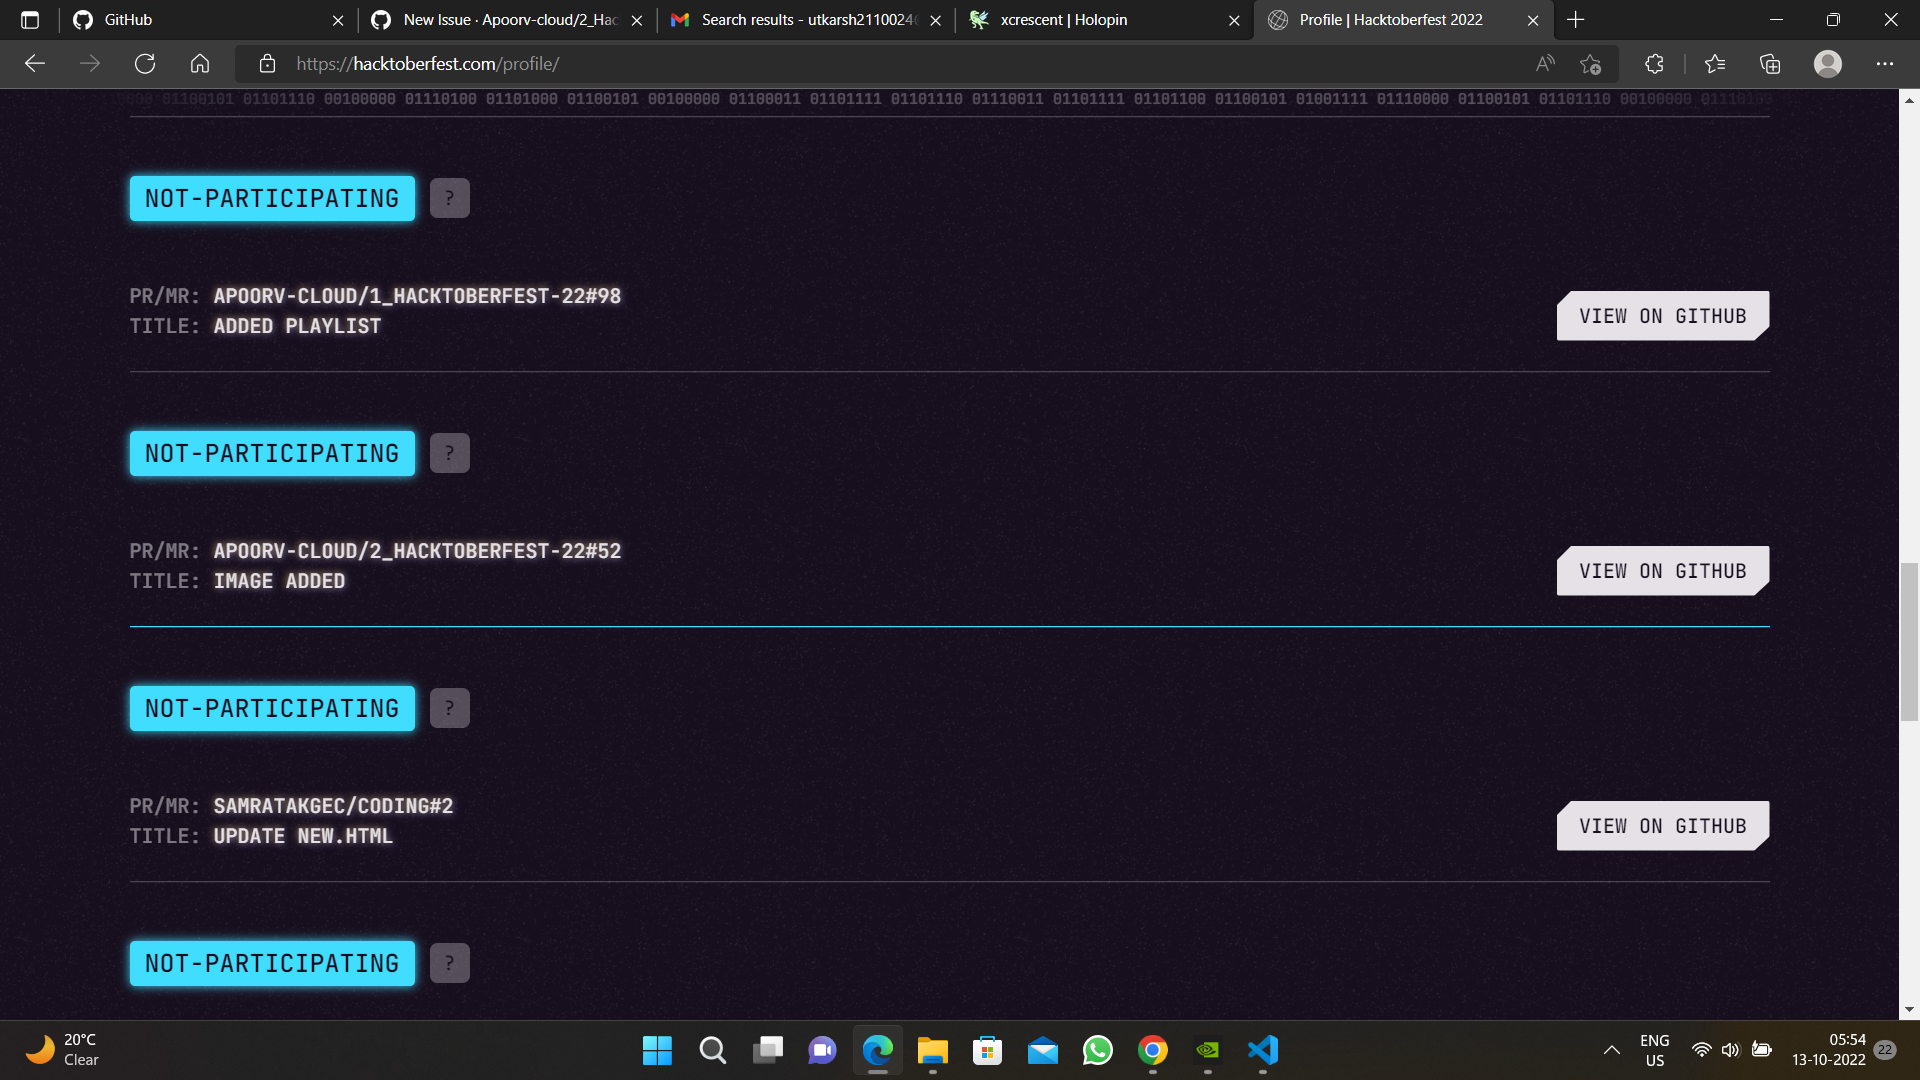 GitHub
New Issue · Apoorv-cloud/2_Hac
Search results - utkarsh2110024@
xcrescent | Holopin
Profile | Hacktoberfest 2022
https://hacktoberfest.com/profile/
01100101 01101110 00100000 01110100 01101000 01100101 00100000 01100011 01101111 01101110 01110011 01101111 01101100 01100101 01001111 01110000 01100101 01101110 00100000
NOT-PARTICIPATING ?
PR/MR: APOORV-CLOUD/1_HACKTOBERFEST-22#98
TITLE: ADDED PLAYLIST
VIEW ON GITHUB
NOT-PARTICIPATING ?
PR/MR: APOORV-CLOUD/2_HACKTOBERFEST-22#52
TITLE: IMAGE ADDED
VIEW ON GITHUB
NOT-PARTICIPATING ?
PR/MR: SAMRATAKGEC/CODING#2
TITLE: UPDATE NEW.HTML
VIEW ON GITHUB
NOT-PARTICIPATING ?
20°C
Clear
ENG
US
05:54
13-10-2022
22